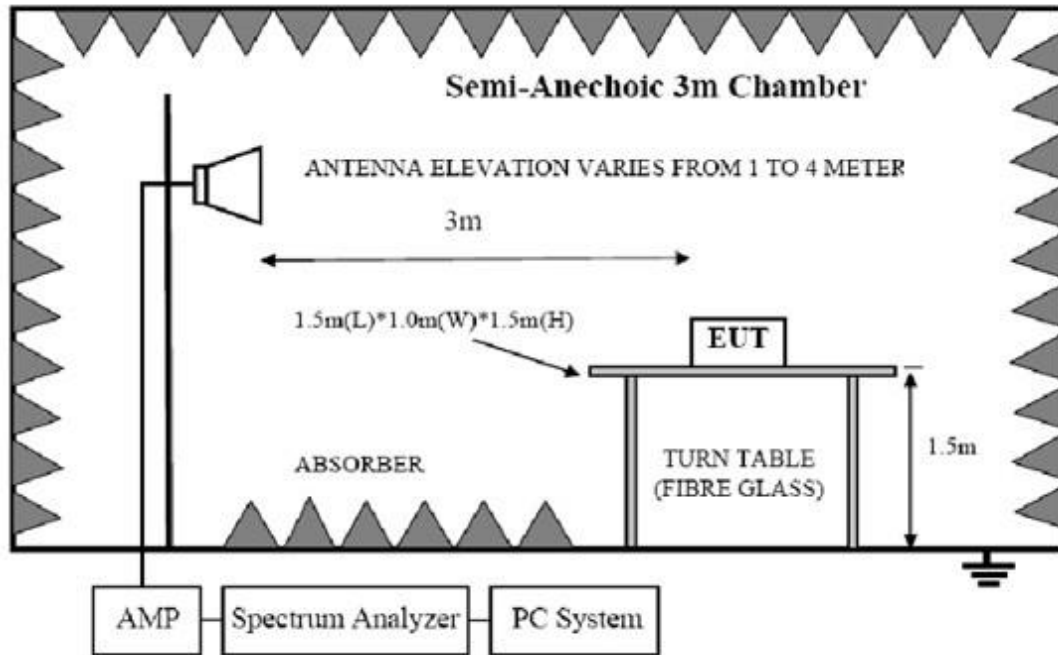 Semi-Anechoic 3m Chamber
ANTENNA ELEVATION VARIES FROM 1 TO 4 METER
3m
1.5m(L)*1.0m(W)*1.5m(H)
EUT
1.5m
ABSORBER
TURN TABLE
(FIBRE GLASS)
AMP
Spectrum Analyzer
PC System